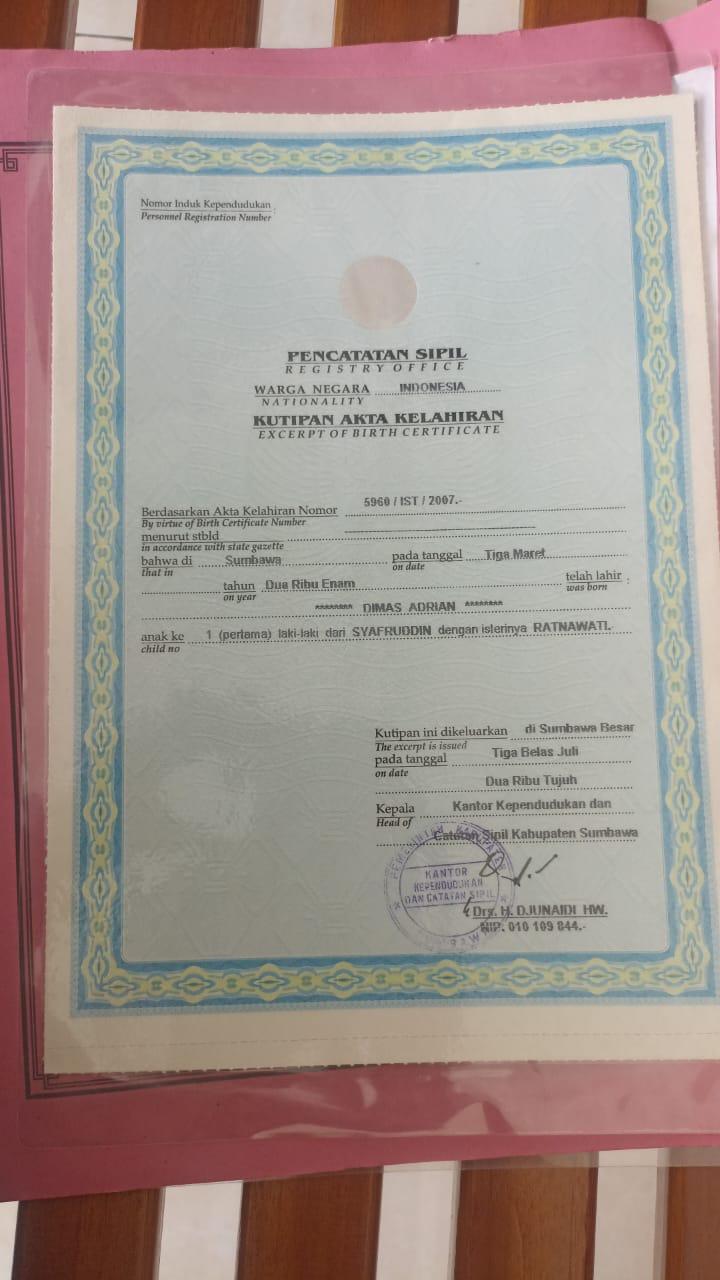 Nomor Induk Kependudukan :
Personnel Registration Number
PENCATATAN SIPIL
REGISTRY OFFICE
WARGA NEGARA INDONESIA
NATIONALITY
KUTIPAN AKTA KELAHIRAN
EXCERPT OF BIRTH CERTIFICATE
Berdasarkan Akta Kelahiran Nomor 5960 / IST / 2007.-
By virtue of Birth Certificate Number
menurut stbld
in accordance with state gazette
bahwa di Sumbawa pada tanggal Tiga Maret
that in on date
tahun Dua Ribu Enam telah lahir :
on year was born
******** DIMAS ADRIAN ********
anak ke 1 (pertama) laki-laki dari SYAFRUDDIN dengan isterinya RATNAWATI.
child no
Kutipan ini dikeluarkan di Sumbawa Besar
The excerpt is issued
pada tanggal Tiga Belas Juli
on date
Dua Ribu Tujuh
Kepala Kantor Kependudukan dan
Head of
Catatan Sipil Kabupaten Sumbawa
PEMERINTAH KABUPATEN
KANTOR
KEPENDUDUKAN
DAN CATATAN SIPIL
Drs. H. DJUNAIDI HW.
NIP. 010 109 844.-